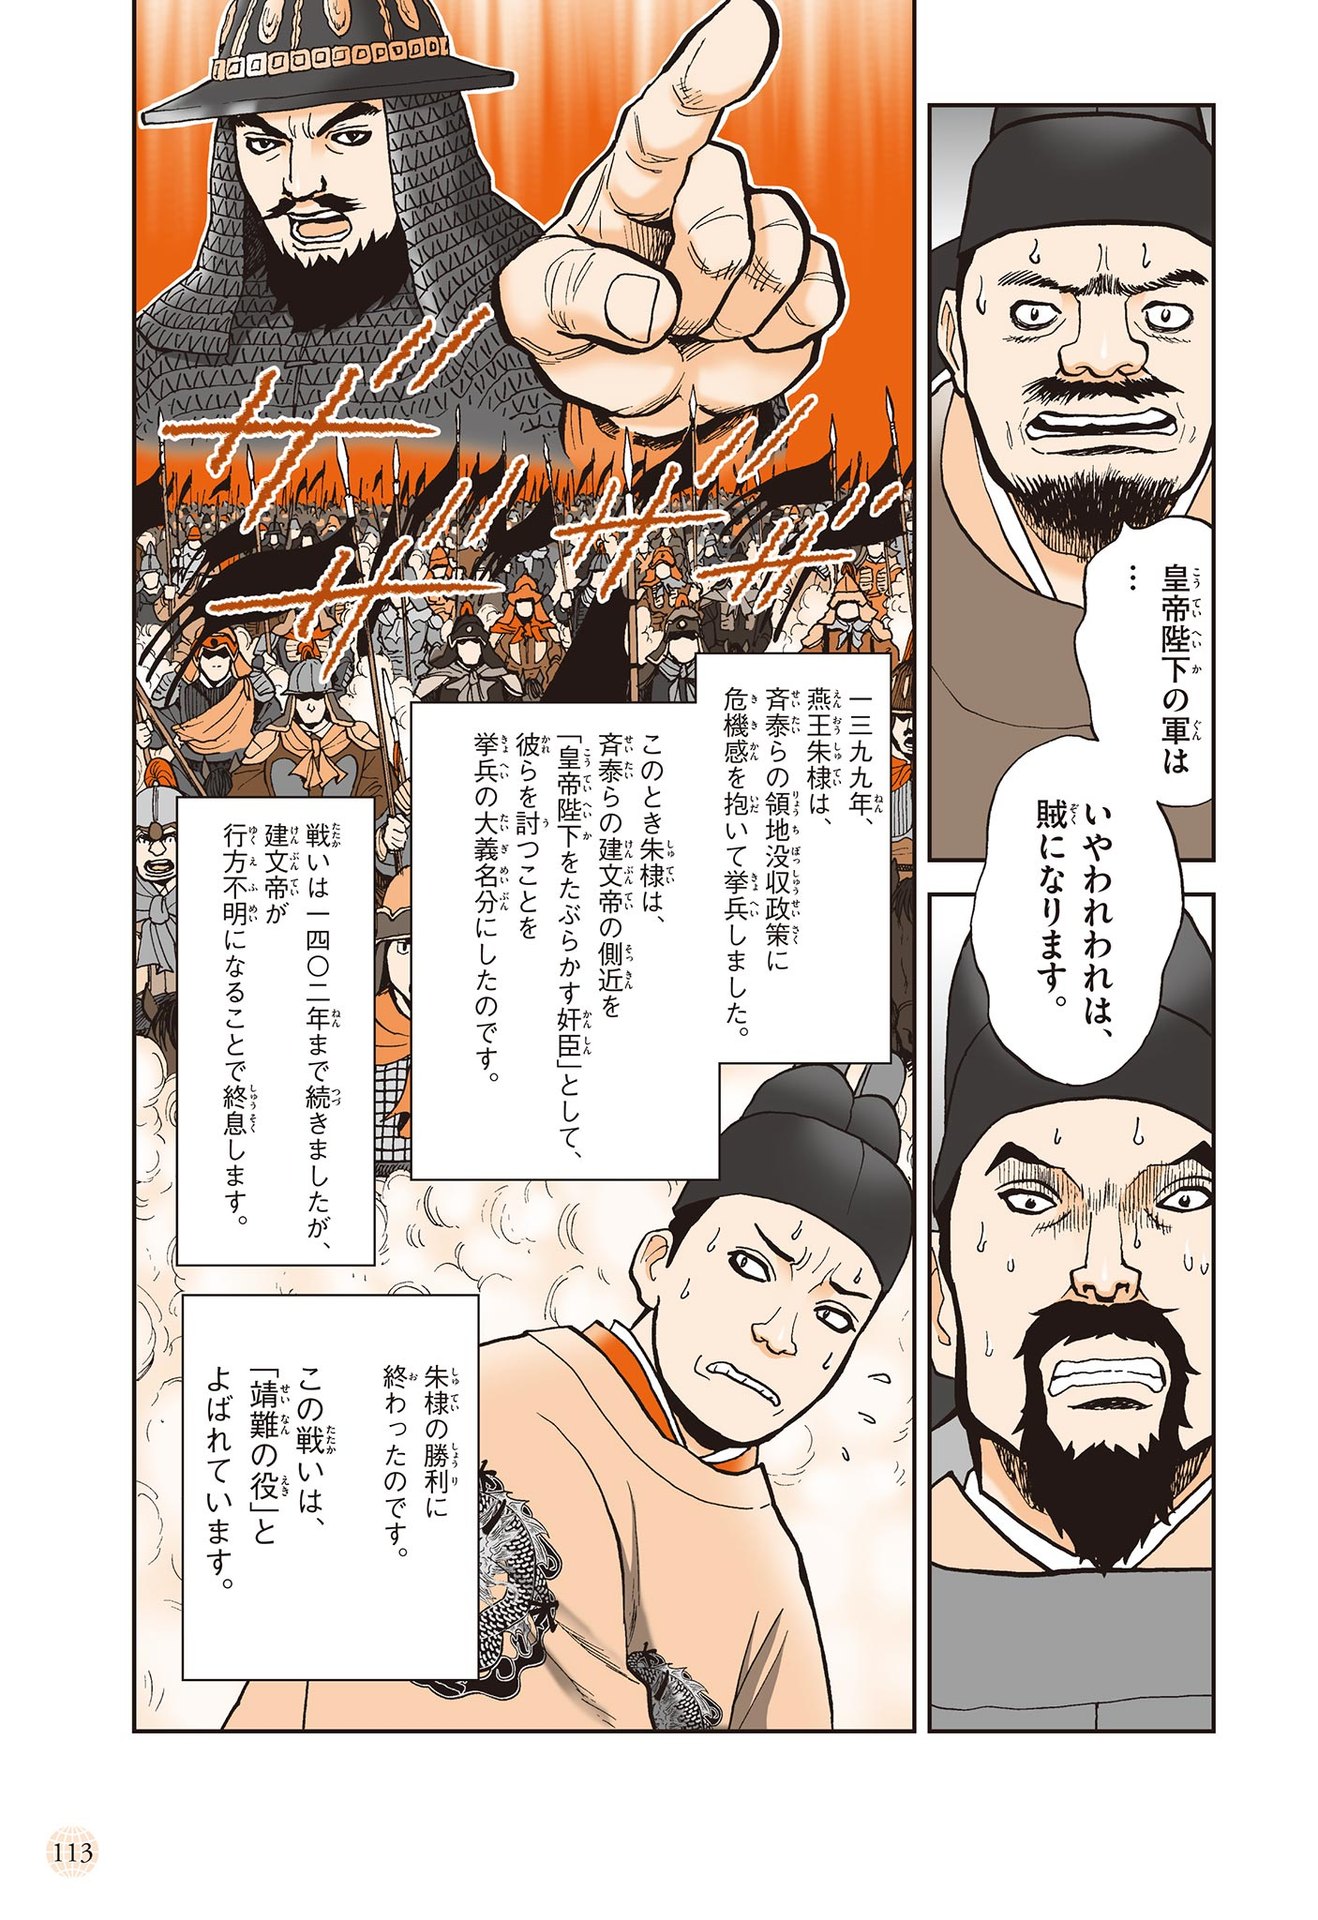 皇帝陛下の軍は
…
いやわれわれは、
賊になります。
ザッ
ザッ
ザッ
ザッ
一三九九年、
燕王朱棣は、
斉泰らの領地没収政策に
危機感を抱いて挙兵しました。
このとき朱棣は、
斉泰らの建文帝の側近を
「皇帝陛下をたぶらかす奸臣」として、
彼らを討つことを
挙兵の大義名分にしたのです。
戦いは一四〇二年まで続きましたが、
建文帝が
行方不明になることで終息します。
朱棣の勝利に
終わったのです。
この戦いは、
「靖難の役」と
よばれています。
113